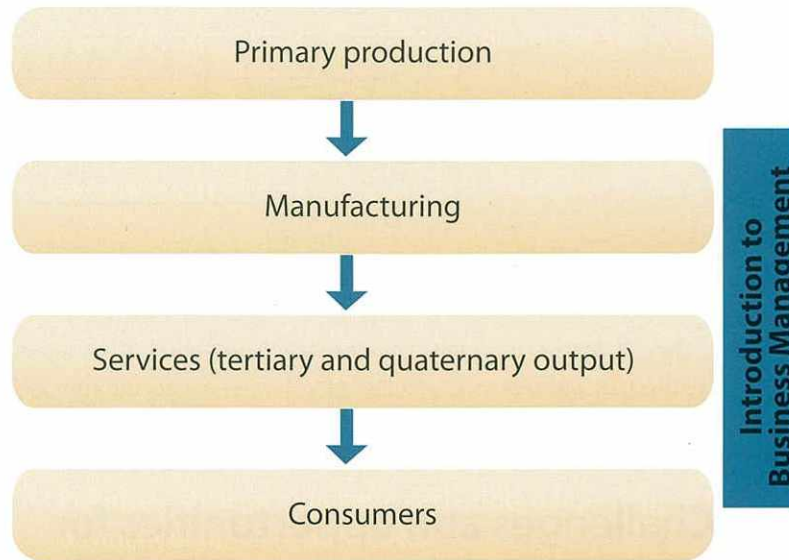 Primary production
Manufacturing
Services (tertiary and quaternary output)
Consumers
Introduction to
Business Management